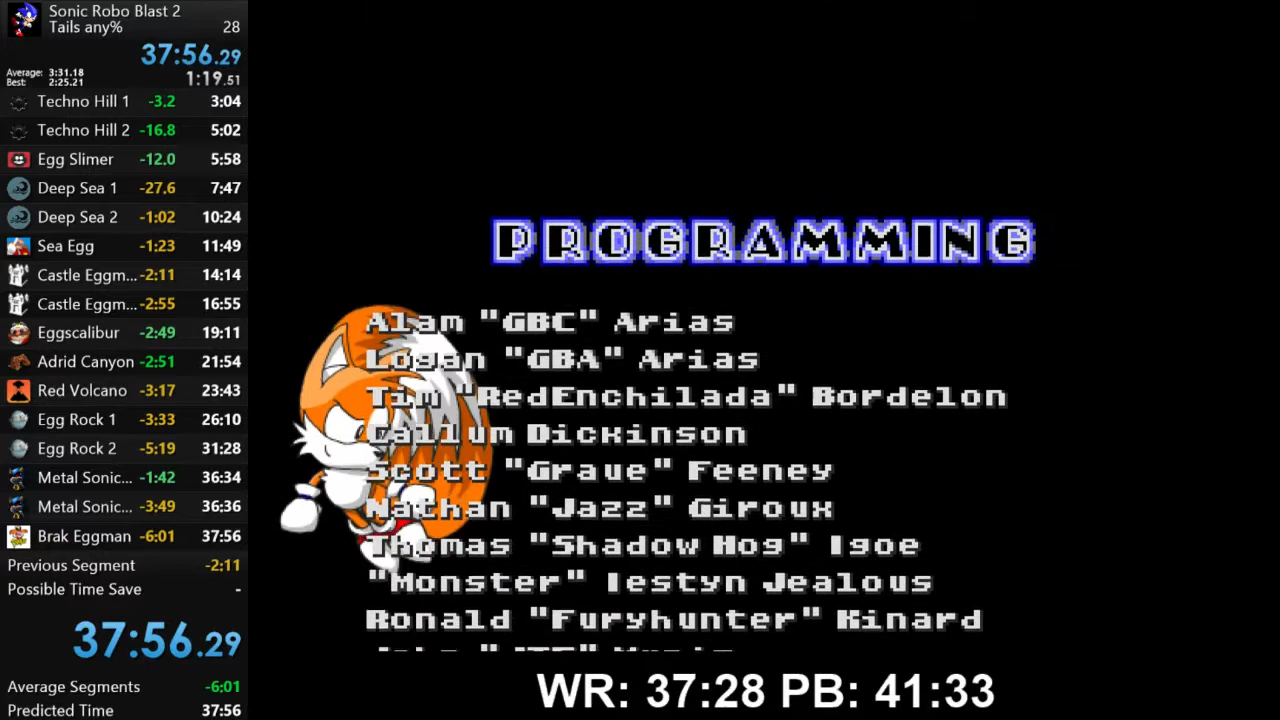 Sonic Robo Blast 2
Tails any% 28
37:56.29
Average: 3:31.18
Best: 2:25.21
1:19.51
Techno Hill 1 -3.2 3:04
Techno Hill 2 -16.8 5:02
Egg Slimer -12.0 5:58
Deep Sea 1 -27.6 7:47
Deep Sea 2 -1:02 10:24
Sea Egg -1:23 11:49
Castle Eggm... -2:11 14:14
Castle Eggm... -2:55 16:55
Eggscalibur -2:49 19:11
Adrid Canyon -2:51 21:54
Red Volcano -3:17 23:43
Egg Rock 1 -3:33 26:10
Egg Rock 2 -5:19 31:28
Metal Sonic... -1:42 36:34
Metal Sonic... -3:49 36:36
Brak Eggman -6:01 37:56
Previous Segment -2:11
Possible Time Save -
37:56.29
Average Segments -6:01
Predicted Time 37:56
PROGRAMMING
Alam "GBC" Arias
Logan "GBA" Arias
Tim "RedEnchilada" Bordelon
Callum Dickinson
Scott "Graue" Feeney
Nathan "Jazz" Giroux
Thomas "Shadow Hog" Igoe
"Monster" Iestyn Jealous
Ronald "Furyhunter" Kinard
WR: 37:28 PB: 41:33